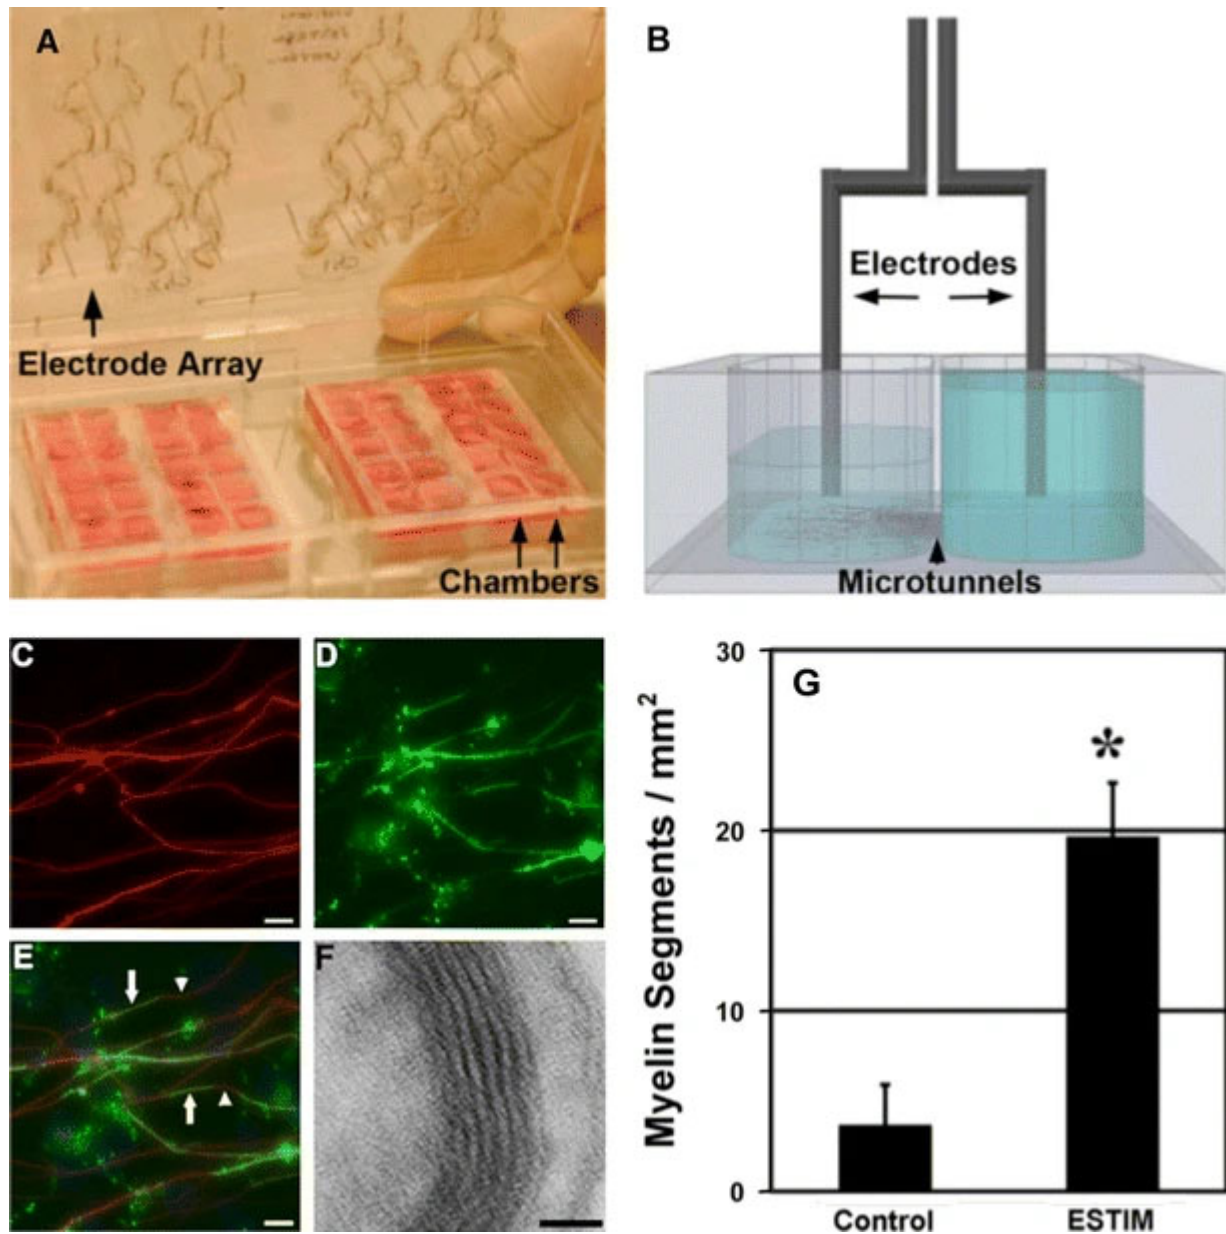 A
Electrode Array
Chambers
B
Electrodes
Microtunnels
C
D
E
F
G
Myelin Segments / mm²
30
20
10
0
*
Control
ESTIM